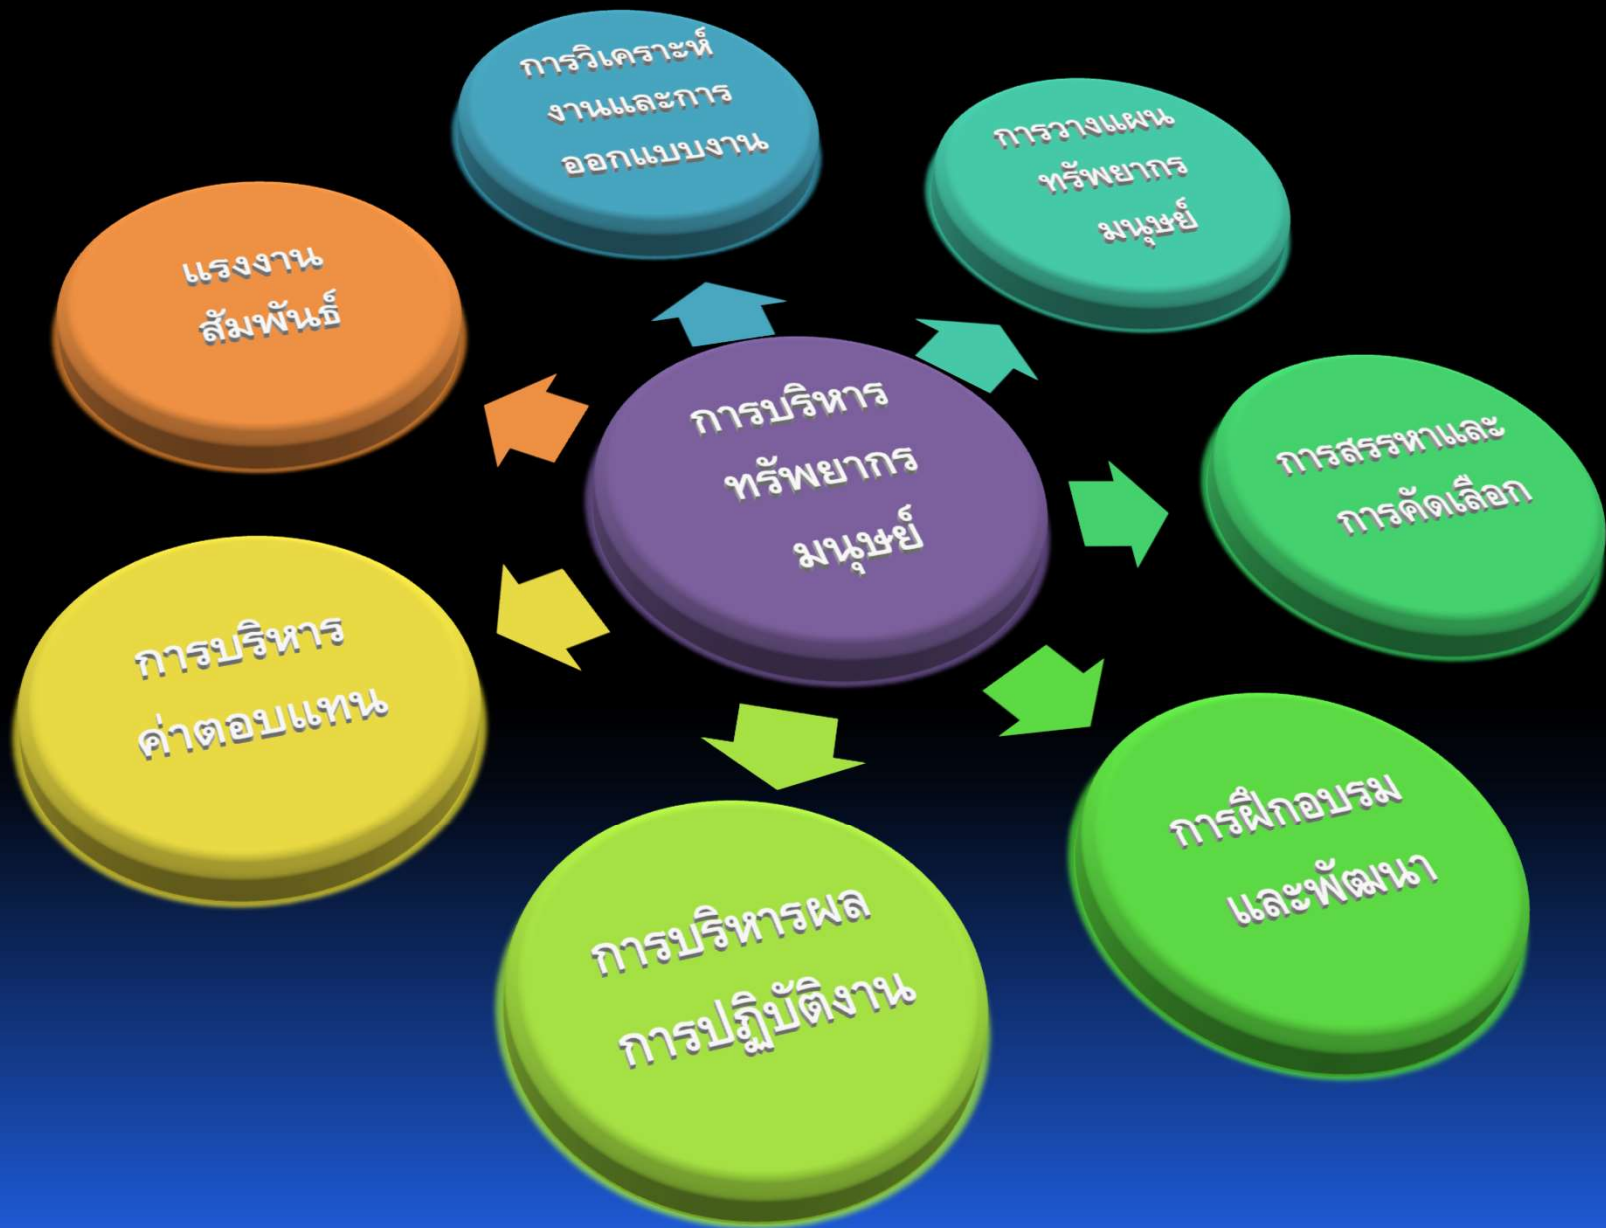 การวิเคราะห์
งานและการ
ออกแบบงาน
การวางแผน
ทรัพยากร
มนุษย์
แรงงาน
สัมพันธ์
การบริหาร
ทรัพยากร
มนุษย์
การสรรหาและ
การคัดเลือก
การบริหาร
ค่าตอบแทน
การฝึกอบรม
และพัฒนา
การบริหารผล
การปฏิบัติงาน